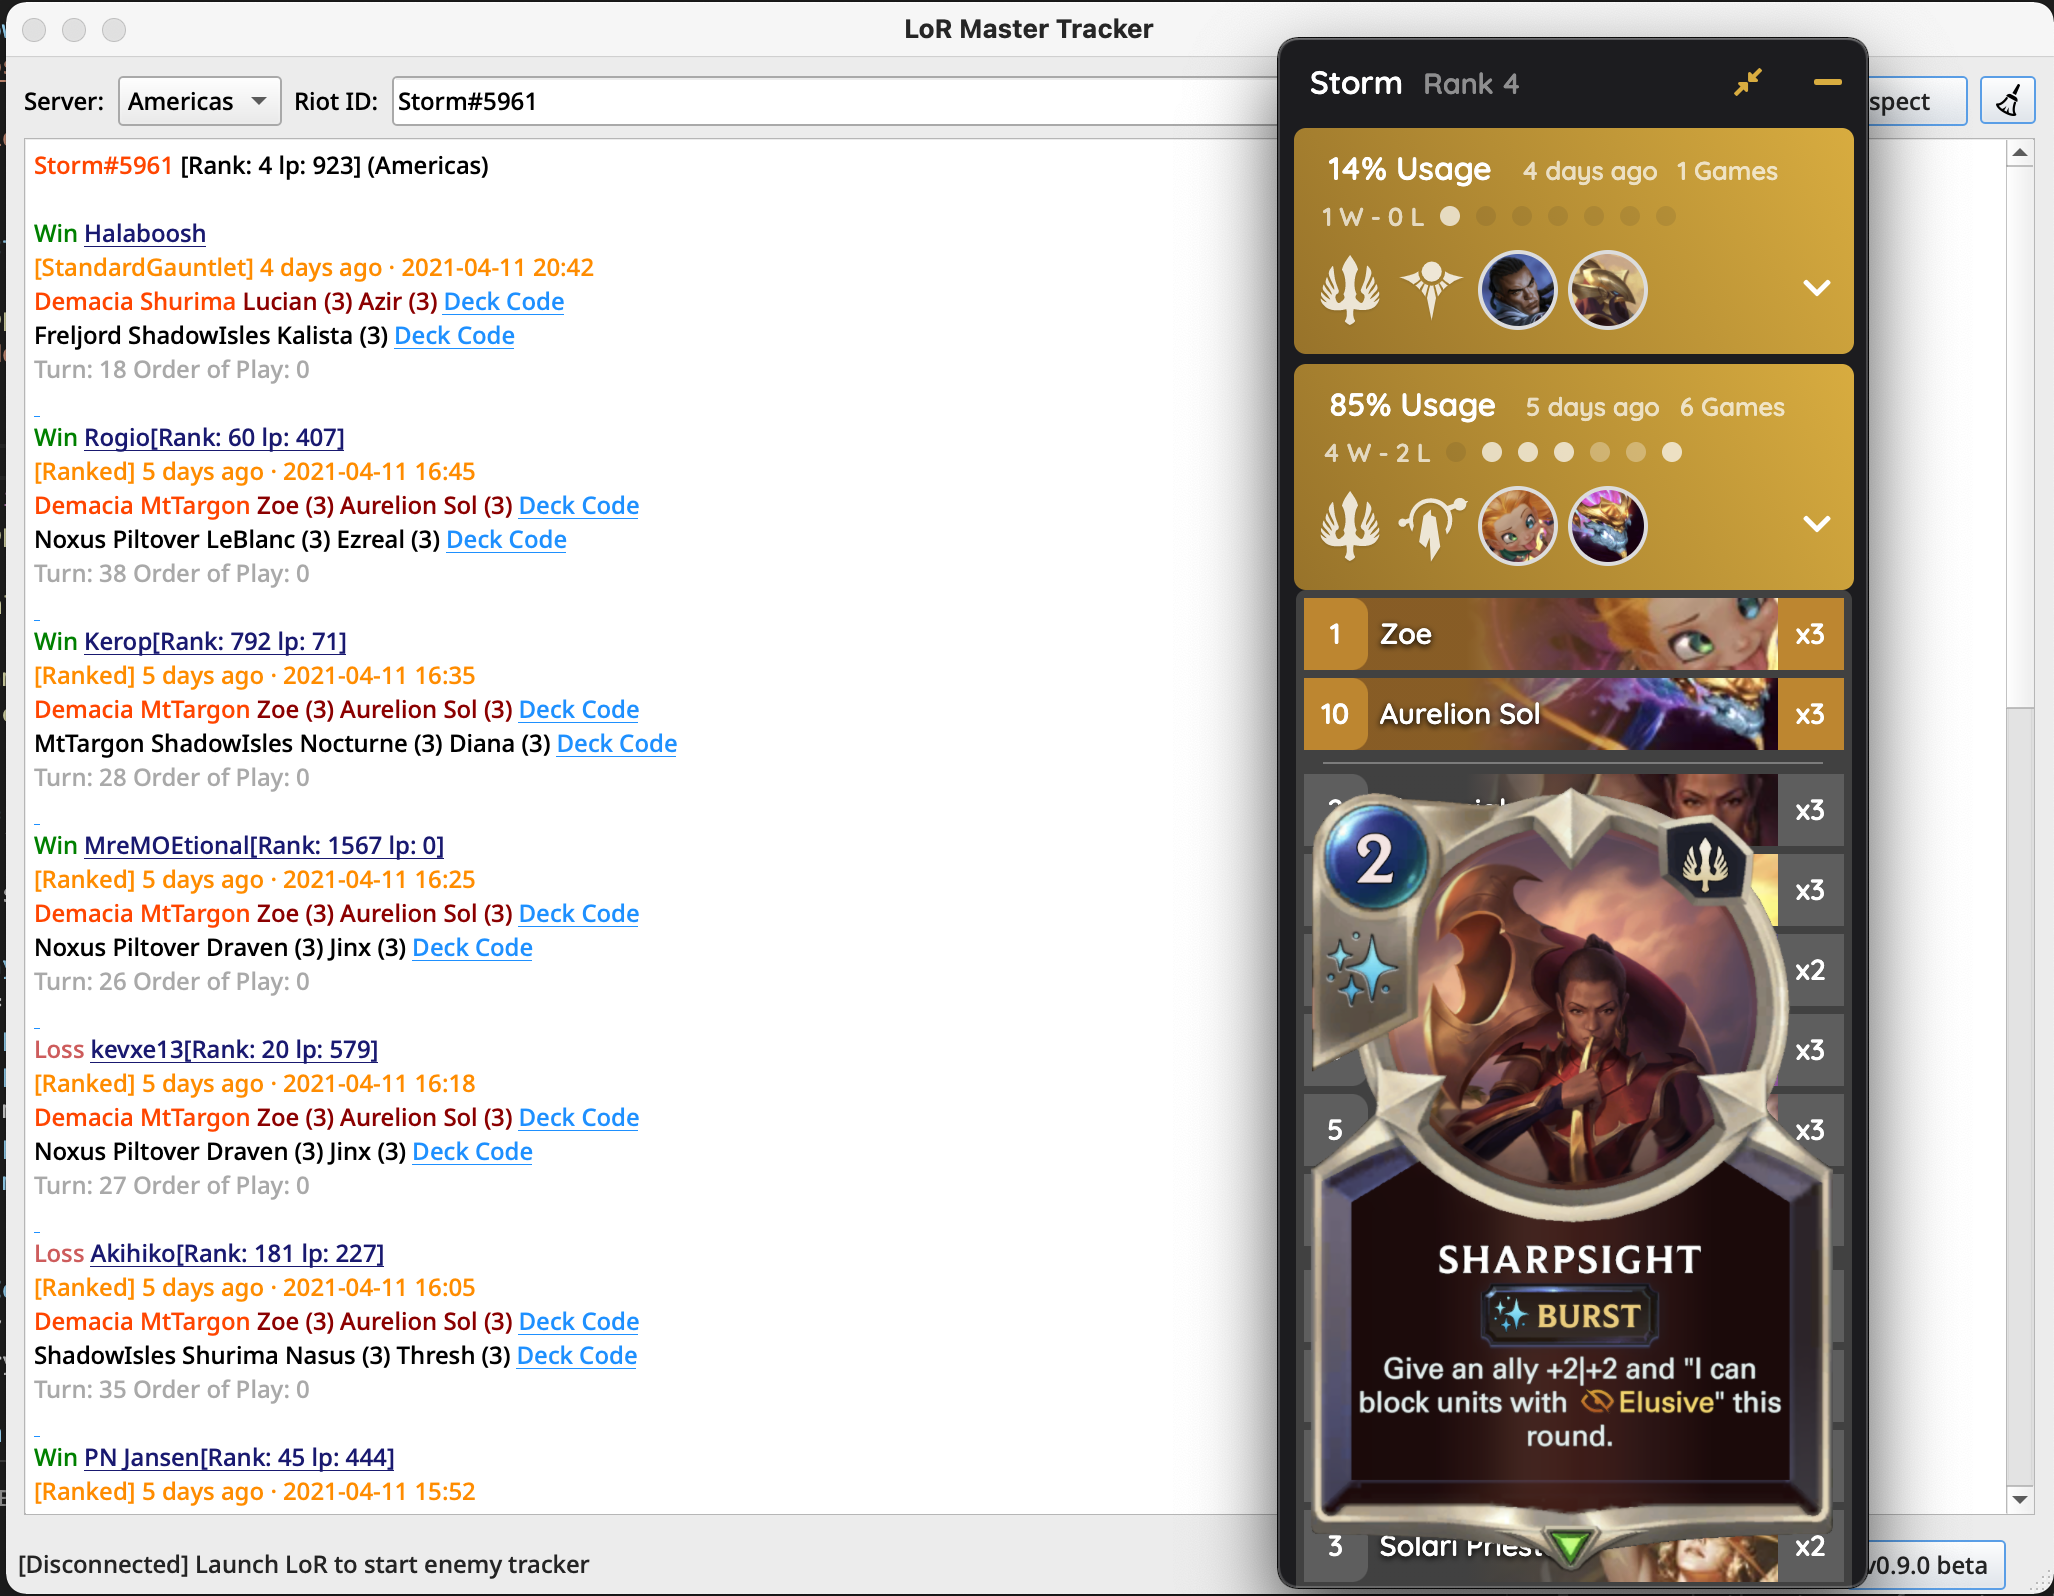 LoR Master Tracker
Server: Americas Riot ID: Storm#5961
spect
Storm#5961 [Rank: 4 lp: 923] (Americas)
Win Halaboosh
[StandardGauntlet] 4 days ago · 2021-04-11 20:42
Demacia Shurima Lucian (3) Azir (3) Deck Code
Freljord ShadowIsles Kalista (3) Deck Code
Turn: 18 Order of Play: 0
Win Rogio[Rank: 60 lp: 407]
[Ranked] 5 days ago · 2021-04-11 16:45
Demacia MtTargon Zoe (3) Aurelion Sol (3) Deck Code
Noxus Piltover LeBlanc (3) Ezreal (3) Deck Code
Turn: 38 Order of Play: 0
Win Kerop[Rank: 792 lp: 71]
[Ranked] 5 days ago · 2021-04-11 16:35
Demacia MtTargon Zoe (3) Aurelion Sol (3) Deck Code
MtTargon ShadowIsles Nocturne (3) Diana (3) Deck Code
Turn: 28 Order of Play: 0
Win MreMOEtional[Rank: 1567 lp: 0]
[Ranked] 5 days ago · 2021-04-11 16:25
Demacia MtTargon Zoe (3) Aurelion Sol (3) Deck Code
Noxus Piltover Draven (3) Jinx (3) Deck Code
Turn: 26 Order of Play: 0
Loss kevxe13[Rank: 20 lp: 579]
[Ranked] 5 days ago · 2021-04-11 16:18
Demacia MtTargon Zoe (3) Aurelion Sol (3) Deck Code
Noxus Piltover Draven (3) Jinx (3) Deck Code
Turn: 27 Order of Play: 0
Loss Akihiko[Rank: 181 lp: 227]
[Ranked] 5 days ago · 2021-04-11 16:05
Demacia MtTargon Zoe (3) Aurelion Sol (3) Deck Code
ShadowIsles Shurima Nasus (3) Thresh (3) Deck Code
Turn: 35 Order of Play: 0
Win PN Jansen[Rank: 45 lp: 444]
[Ranked] 5 days ago · 2021-04-11 15:52
[Disconnected] Launch LoR to start enemy tracker
v0.9.0 beta
Storm Rank 4
14% Usage 4 days ago 1 Games
1 W - 0 L
85% Usage 5 days ago 6 Games
4 W - 2 L
1 Zoe x3
10 Aurelion Sol x3
x3
x3
x2
x3
5 x3
2
SHARPSIGHT
BURST
Give an ally +2|+2 and "I can
block units with Elusive" this
round.
3 Solari Priest x2